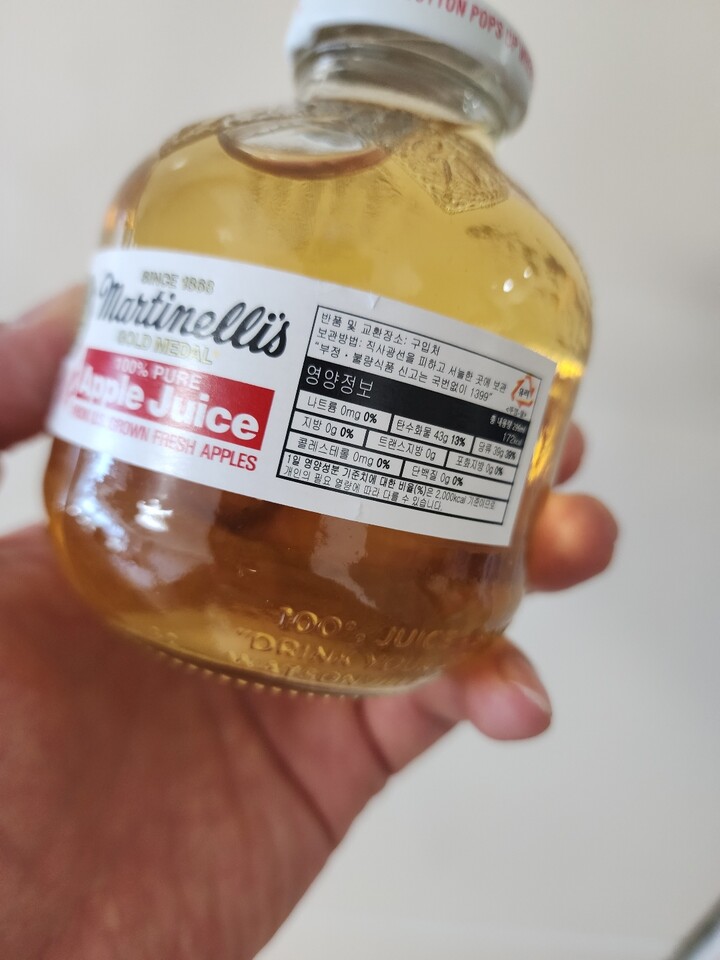 BUTTON POPS UP WHEN
SINCE 1868
Martinelli's
GOLD MEDAL
100% PURE
Apple Juice
GROWN FRESH APPLES
반품 및 교환장소: 구입처
보관방법: 직사광선을 피하고 서늘한 곳에 보관
"부정・불량식품 신고는 국번없이 1399"
영양정보
나트륨 0mg 0% 탄수화물 43g 13% 당류 39g 39%
지방 0g 0% 트랜스지방 0g 포화지방 0g 0%
콜레스테롤 0mg 0% 단백질 0g 0%
1일 영양성분 기준치에 대한 비율(%)은 2,000kcal 기준이므로
개인의 필요 열량에 따라 다를 수 있습니다.
100% JUICE
"DRINK YOUR
WATSONVILLE